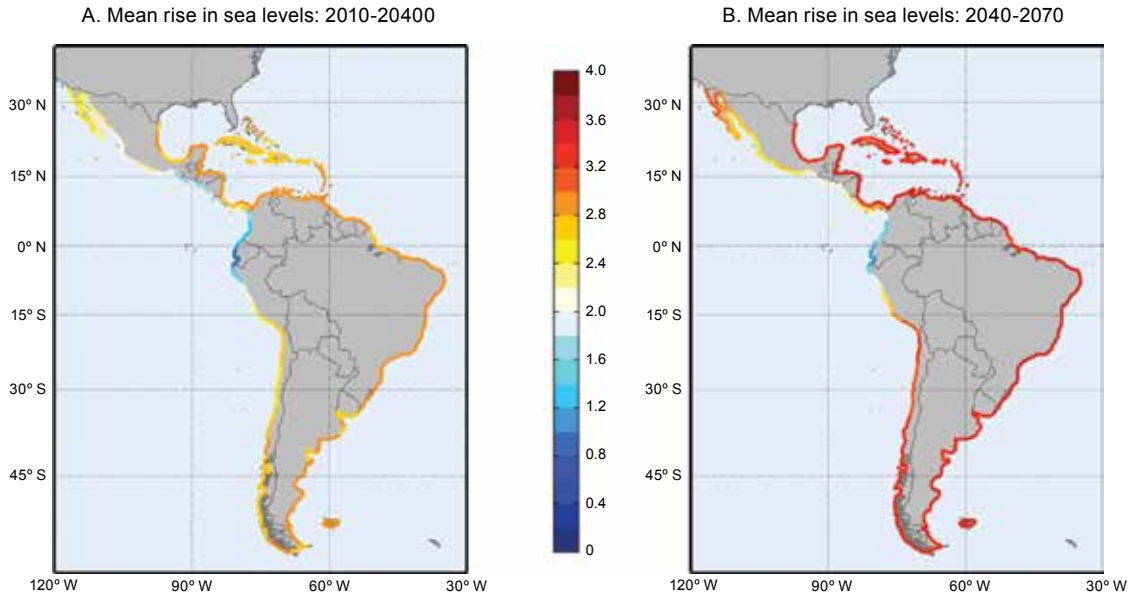 A. Mean rise in sea levels: 2010-20400
B. Mean rise in sea levels: 2040-2070
30° N
15° N
0° N
15° S
30° S
45° S
120° W
90° W
60° W
30° W
4.0
3.6
3.2
2.8
2.4
2.0
1.6
1.2
0.8
0.4
0
30° N
15° N
0° N
15° S
30° S
45° S
120° W
90° W
60° W
30° W